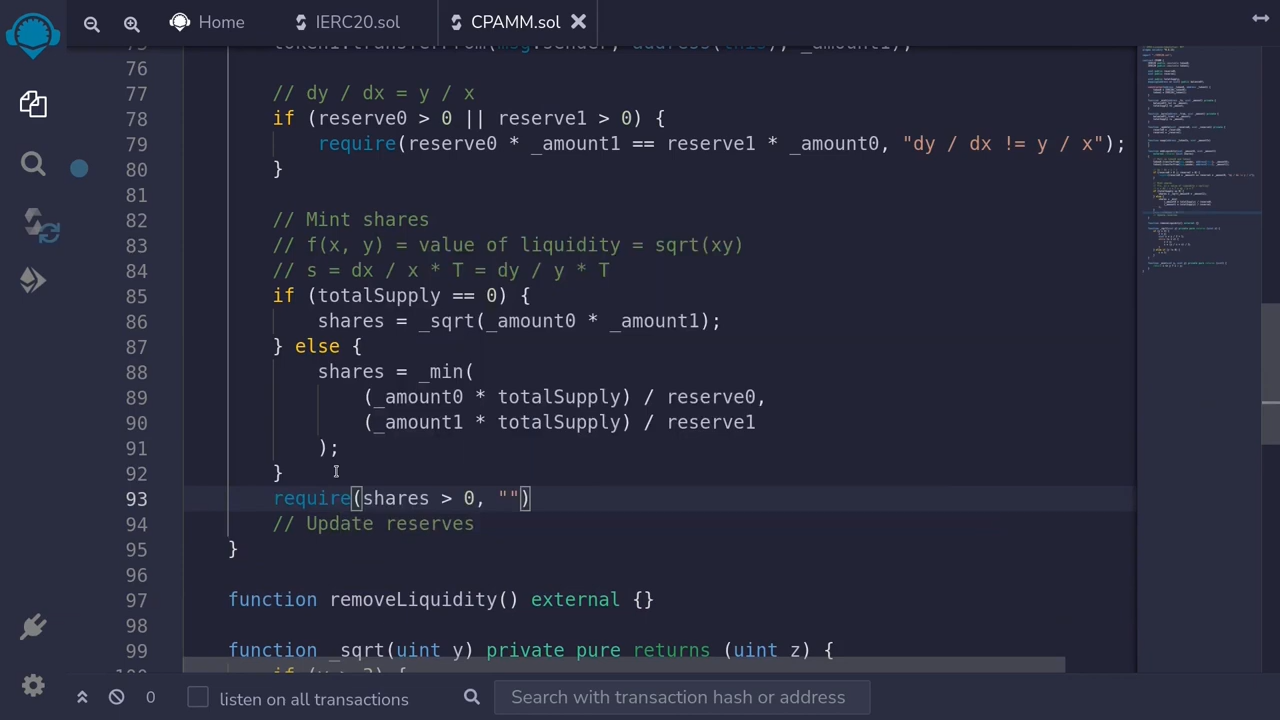 Home
IERC20.sol
CPAMM.sol
76
77 // dy / dx = y / x
78 if (reserve0 > 0 || reserve1 > 0) {
79 require(reserve0 * _amount1 == reserve1 * _amount0, "dy / dx != y / x");
80 }
81
82 // Mint shares
83 // f(x, y) = value of liquidity = sqrt(xy)
84 // s = dx / x * T = dy / y * T
85 if (totalSupply == 0) {
86 shares = _sqrt(_amount0 * _amount1);
87 } else {
88 shares = _min(
89 (_amount0 * totalSupply) / reserve0,
90 (_amount1 * totalSupply) / reserve1
91 );
92 }
93 require(shares > 0, "")
94 // Update reserves
95 }
96
97 function removeLiquidity() external {}
98
99 function _sqrt(uint y) private pure returns (uint z) {
0
listen on all transactions
Search with transaction hash or address